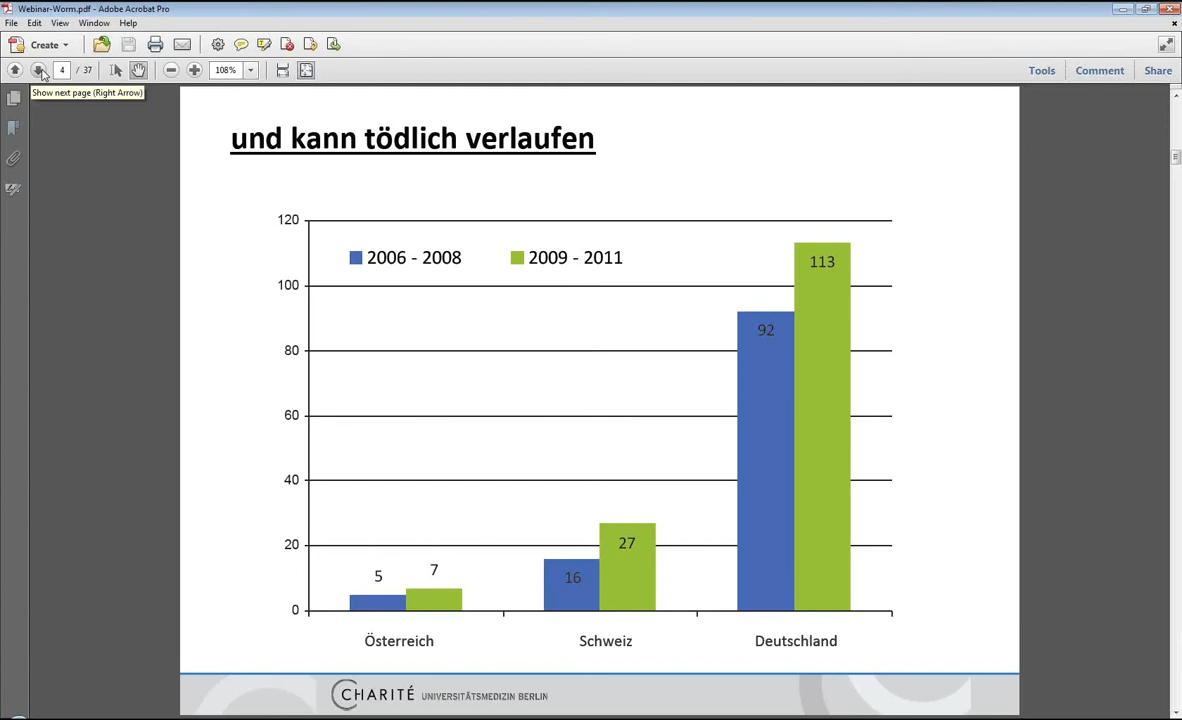 Webinar-Worm.pdf - Adobe Acrobat Pro
File Edit View Window Help
Create
4 / 37 108% Tools Comment Share
Show next page (Right Arrow)
und kann tödlich verlaufen
120
2006 - 2008 2009 - 2011
113
100
92
80
60
40
27
20
5 7 16
0
Österreich Schweiz Deutschland
CHARITÉ UNIVERSITÄTSMEDIZIN BERLIN